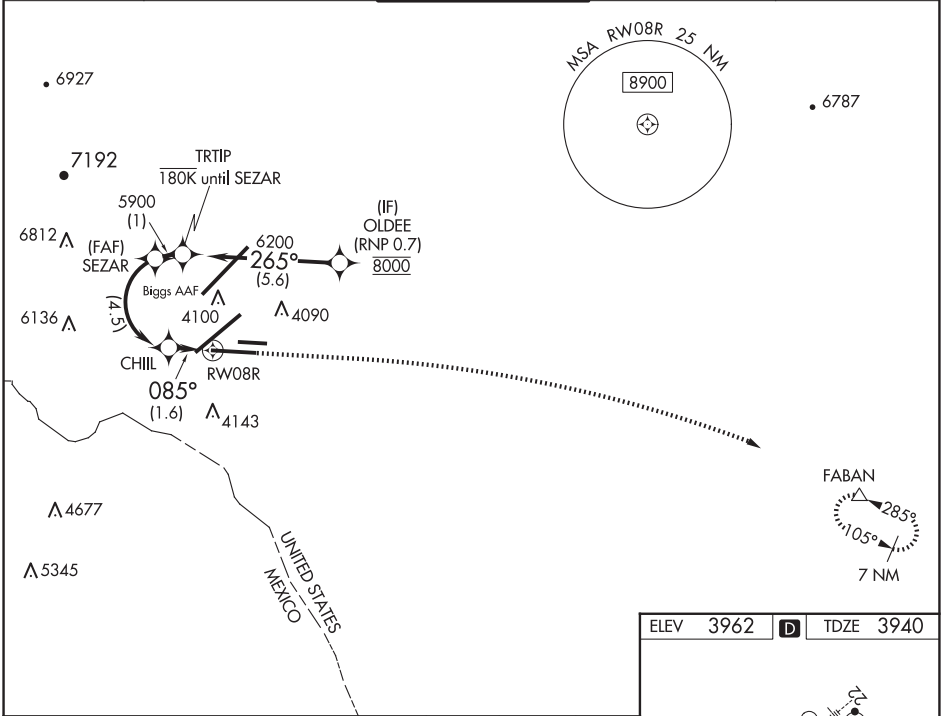 MSA RW08R 25 NM
8900
6927
6787
7192
TRTIP
180K until SEZAR
5900
(1)
(IF)
OLDEE
(RNP 0.7)
8000
6812
(FAF)
SEZAR
6200
265°
(5.6)
Biggs AAF
(4.5)
4100
4090
6136
CHIIL
RW08R
085°
(1.6)
4143
FABAN
285°
105°
7 NM
4677
5345
UNITED STATES
MEXICO
ELEV 3962 D TDZE 3940
22